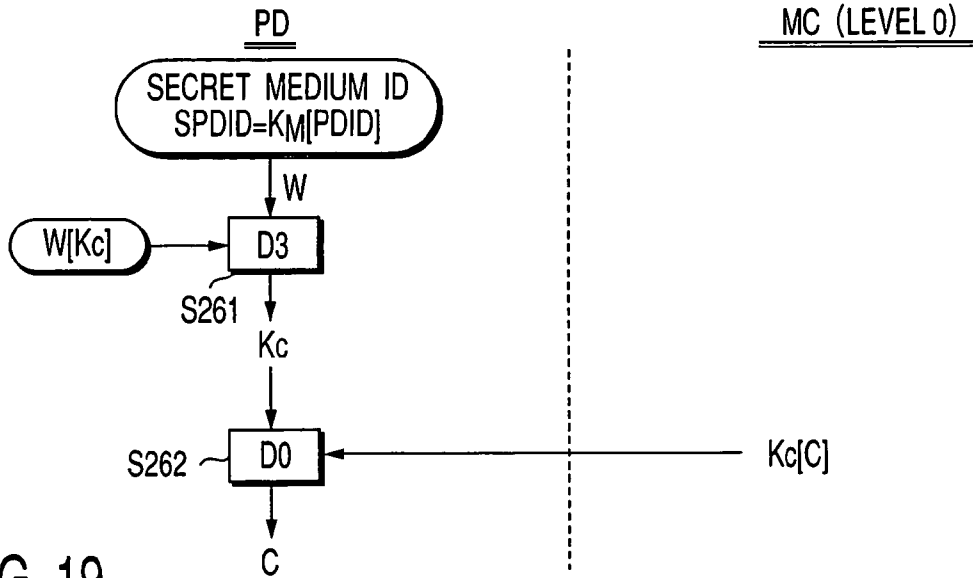 PD
MC (LEVEL 0)
SECRET MEDIUM ID
SPDID=KM[PDID]
W
W[Kc]
D3
S261
Kc
S262
D0
Kc[C]
C
G. 19